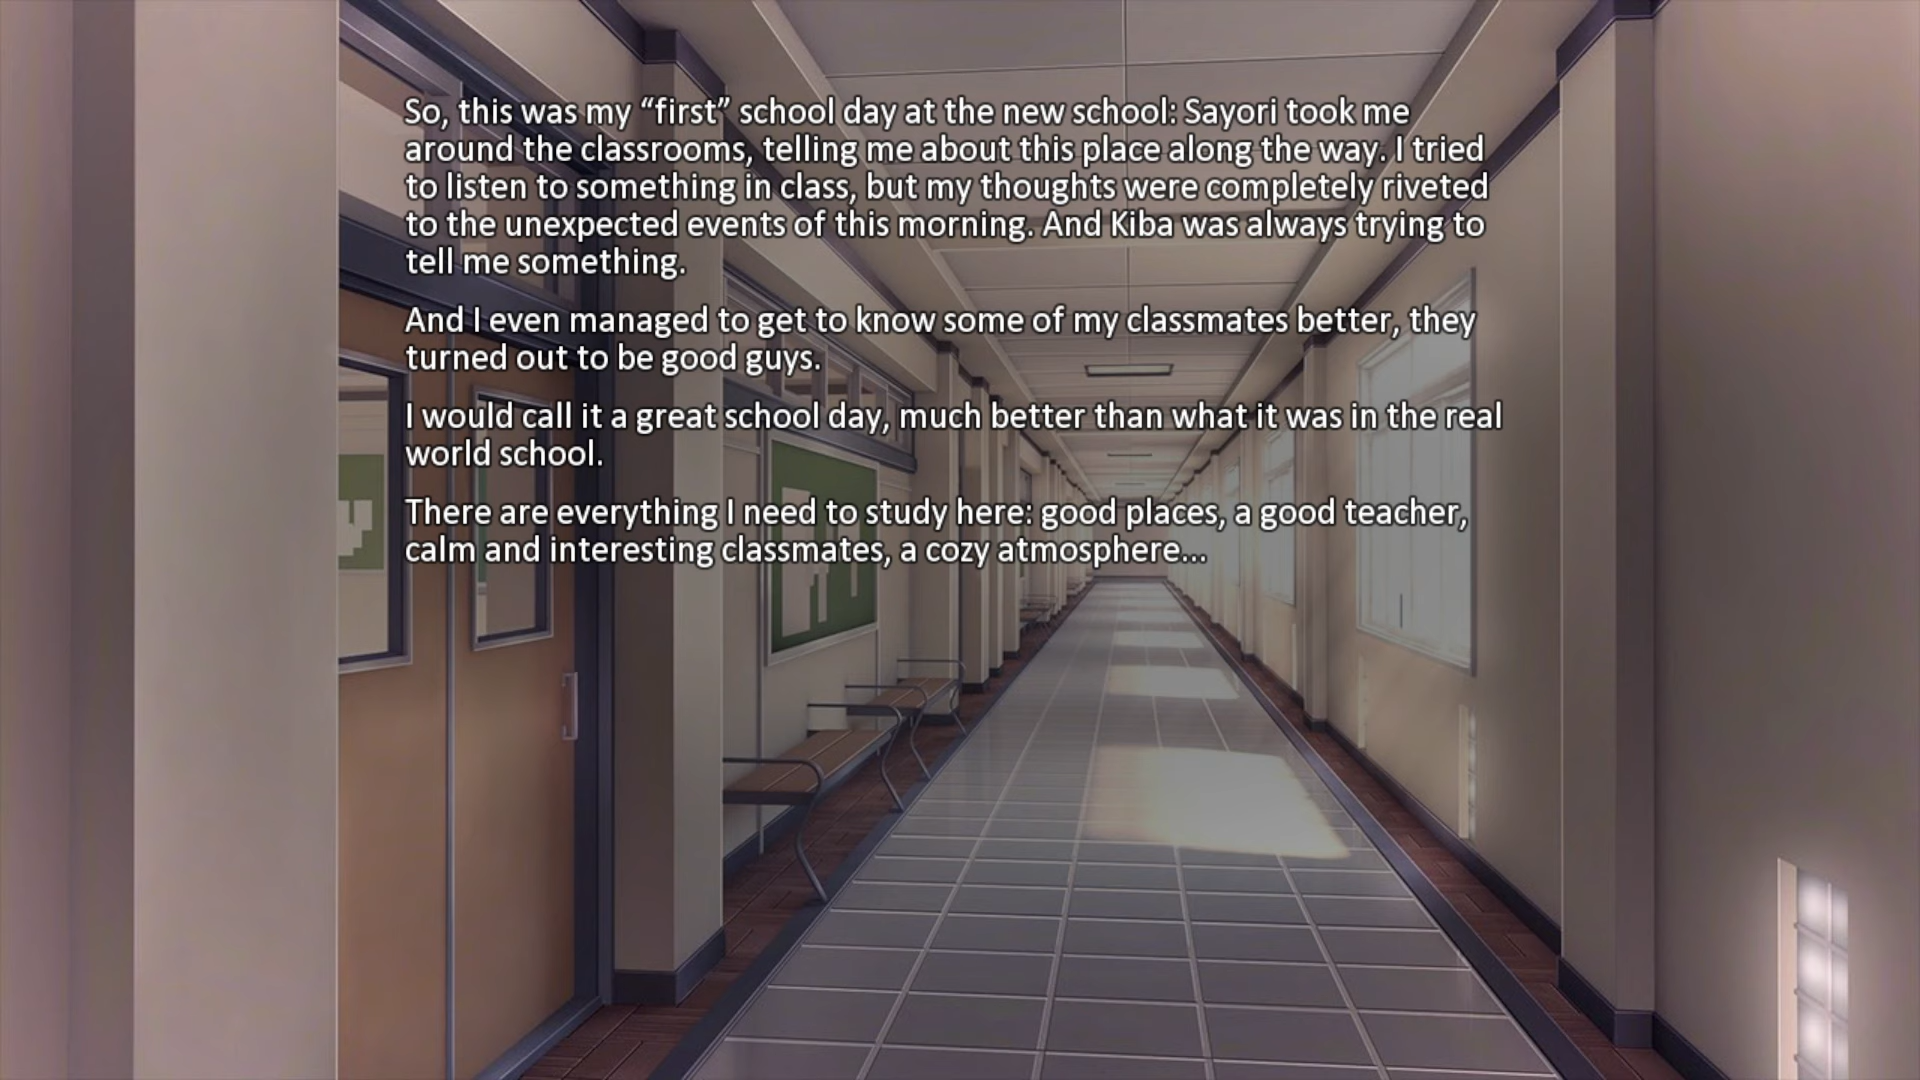 So, this was my “first” school day at the new school: Sayori took me
around the classrooms, telling me about this place along the way. I tried
to listen to something in class, but my thoughts were completely riveted
to the unexpected events of this morning. And Kiba was always trying to
tell me something.
And I even managed to get to know some of my classmates better, they
turned out to be good guys.
I would call it a great school day, much better than what it was in the real
world school.
There are everything I need to study here: good places, a good teacher,
calm and interesting classmates, a cozy atmosphere...